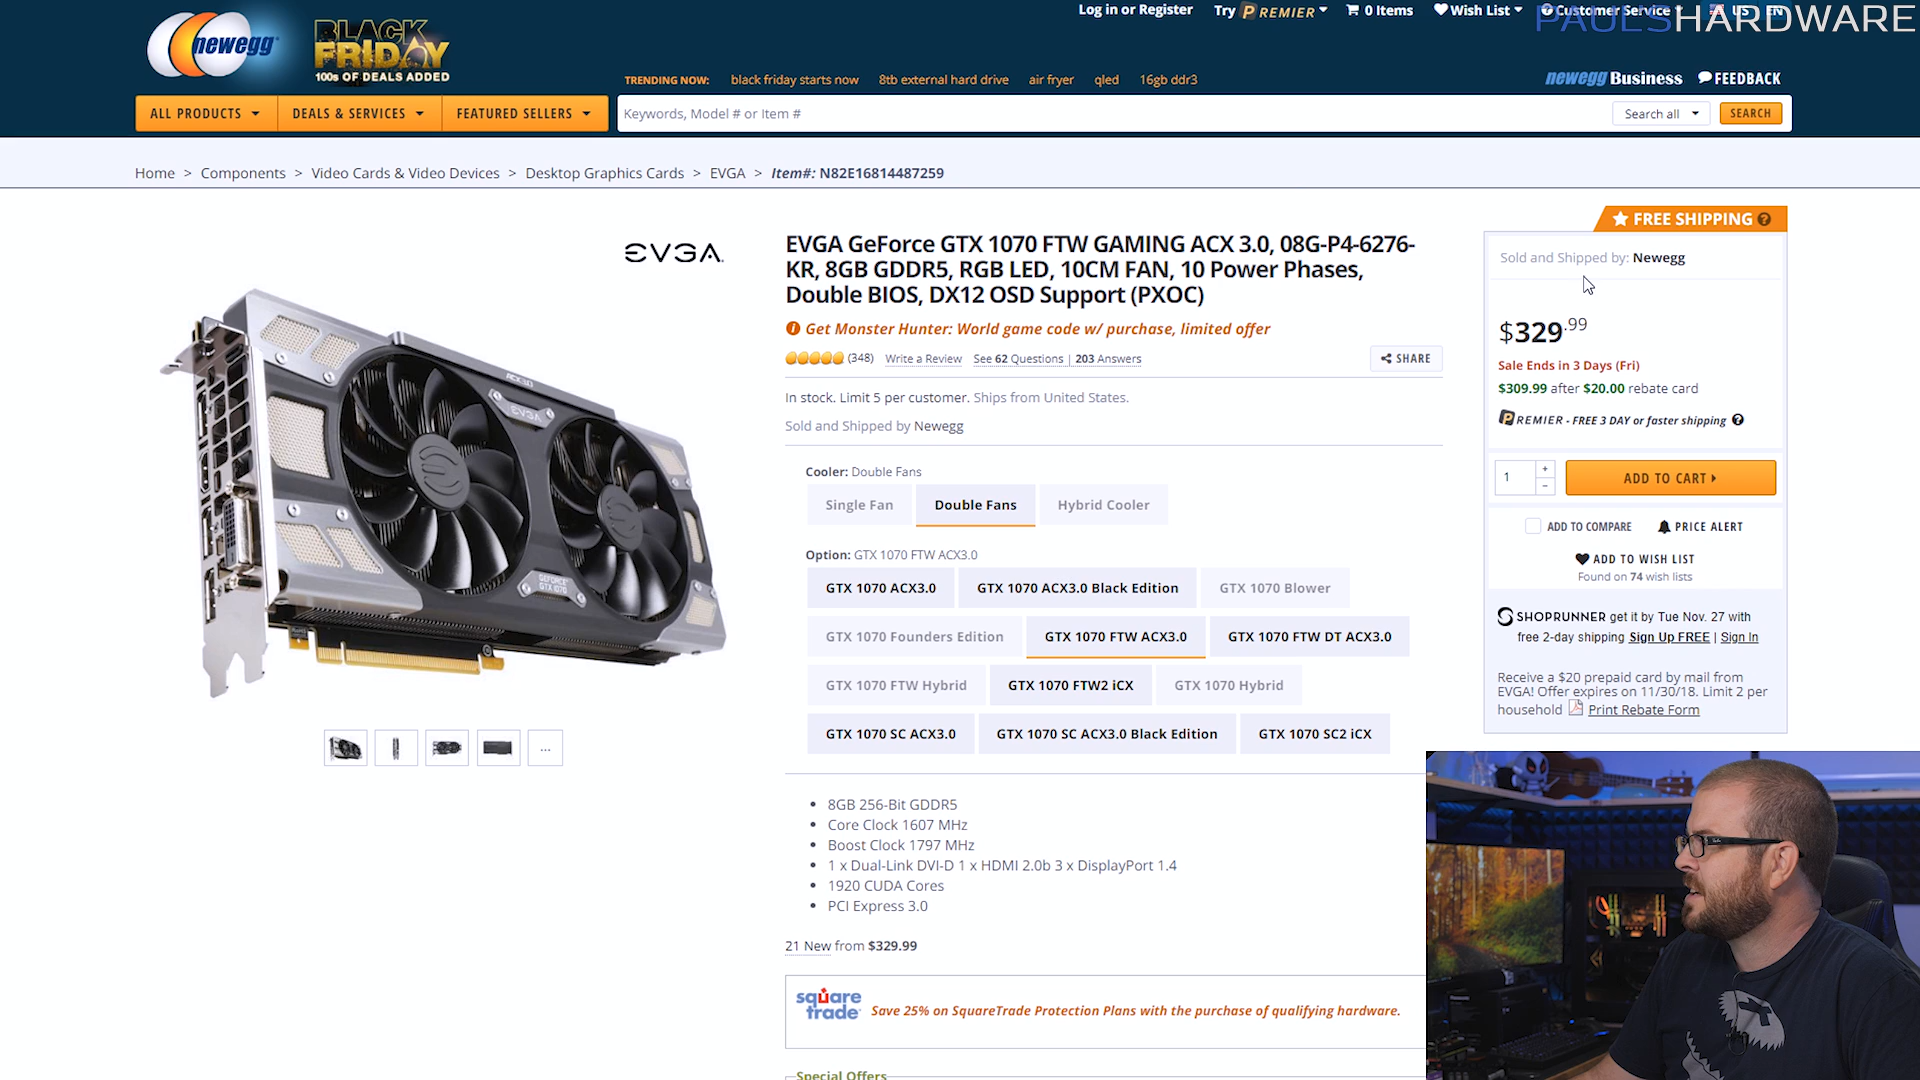 Log in or Register
Try PREMIER
0 Items
Wish List
Customer Service
US
EN
PAUL'SHARDWARE
newegg
BLACK
FRIDAY
100s OF DEALS ADDED
TRENDING NOW:
black friday starts now
8tb external hard drive
air fryer
qled
16gb ddr3
newegg Business
FEEDBACK
ALL PRODUCTS
DEALS & SERVICES
FEATURED SELLERS
Keywords, Model # or Item #
Search all
SEARCH
Home > Components > Video Cards & Video Devices > Desktop Graphics Cards > EVGA > Item#: N82E16814487259
FREE SHIPPING
EVGA
EVGA GeForce GTX 1070 FTW GAMING ACX 3.0, 08G-P4-6276-
KR, 8GB GDDR5, RGB LED, 10CM FAN, 10 Power Phases,
Double BIOS, DX12 OSD Support (PXOC)
Get Monster Hunter: World game code w/ purchase, limited offer
(348) Write a Review See 62 Questions | 203 Answers
SHARE
In stock. Limit 5 per customer. Ships from United States.
Sold and Shipped by Newegg
Cooler: Double Fans
Single Fan
Double Fans
Hybrid Cooler
Option: GTX 1070 FTW ACX3.0
GTX 1070 ACX3.0
GTX 1070 ACX3.0 Black Edition
GTX 1070 Blower
GTX 1070 Founders Edition
GTX 1070 FTW ACX3.0
GTX 1070 FTW DT ACX3.0
GTX 1070 FTW Hybrid
GTX 1070 FTW2 iCX
GTX 1070 Hybrid
GTX 1070 SC ACX3.0
GTX 1070 SC ACX3.0 Black Edition
GTX 1070 SC2 iCX
8GB 256-Bit GDDR5
Core Clock 1607 MHz
Boost Clock 1797 MHz
1 x Dual-Link DVI-D 1 x HDMI 2.0b 3 x DisplayPort 1.4
1920 CUDA Cores
PCI Express 3.0
21 New from $329.99
square
trade
Save 25% on SquareTrade Protection Plans with the purchase of qualifying hardware.
Special Offers
Sold and Shipped by: Newegg
$329.99
Sale Ends in 3 Days (Fri)
$309.99 after $20.00 rebate card
PREMIER - FREE 3 DAY or faster shipping
1
+
-
ADD TO CART
ADD TO COMPARE
PRICE ALERT
ADD TO WISH LIST
Found on 74 wish lists
SHOPRUNNER get it by Tue Nov. 27 with
free 2-day shipping Sign Up FREE | Sign In
Receive a $20 prepaid card by mail from
EVGA! Offer expires on 11/30/18. Limit 2 per
household Print Rebate Form
ACX3.0
EVGA
GEFORCE
GTX 1070
...